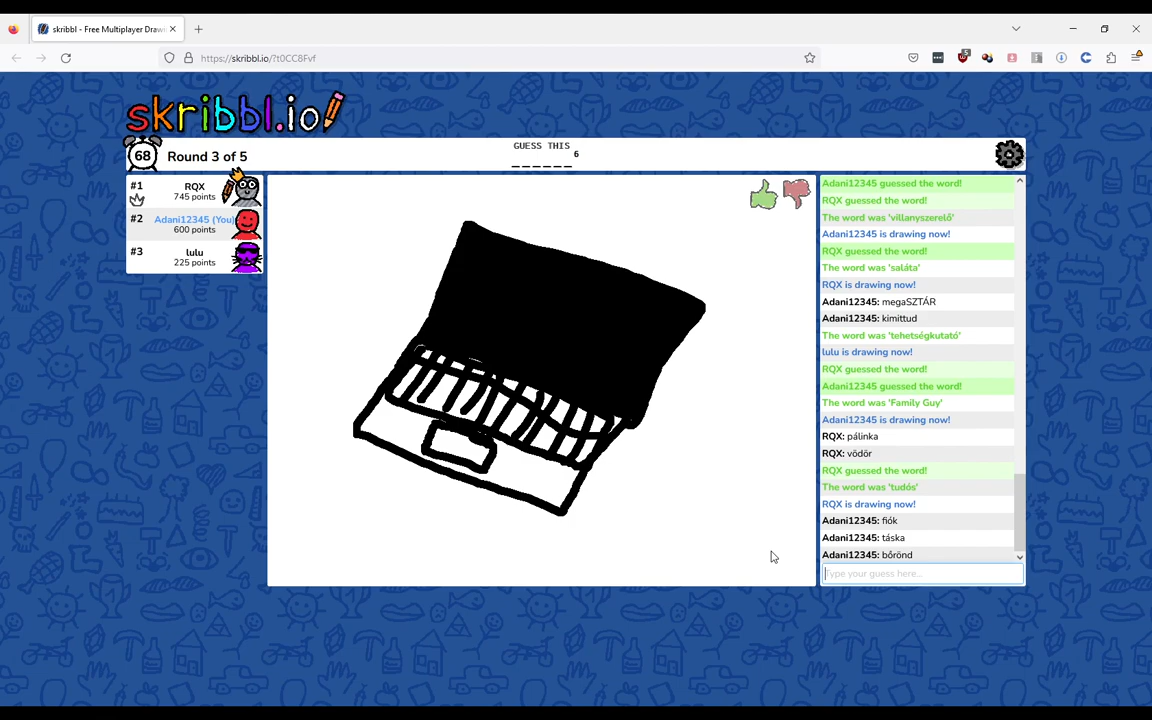 skribbl - Free Multiplayer Drawi
https://skribbl.io/?t0CC8Fvf
5
skribbl.io
68
Round 3 of 5
GUESS THIS
______ 6
#1
RQX
745 points
#2
Adani12345 (You)
600 points
#3
lulu
225 points
Adani12345 guessed the word!
RQX guessed the word!
The word was 'villanyszerelő'
Adani12345 is drawing now!
RQX guessed the word!
The word was 'saláta'
RQX is drawing now!
Adani12345: megaSZTÁR
Adani12345: kimittud
The word was 'tehetségkutató'
lulu is drawing now!
RQX guessed the word!
Adani12345 guessed the word!
The word was 'Family Guy'
Adani12345 is drawing now!
RQX: pálinka
RQX: vödör
RQX guessed the word!
The word was 'tudós'
RQX is drawing now!
Adani12345: fiók
Adani12345: táska
Adani12345: bőrönd
Type your guess here...